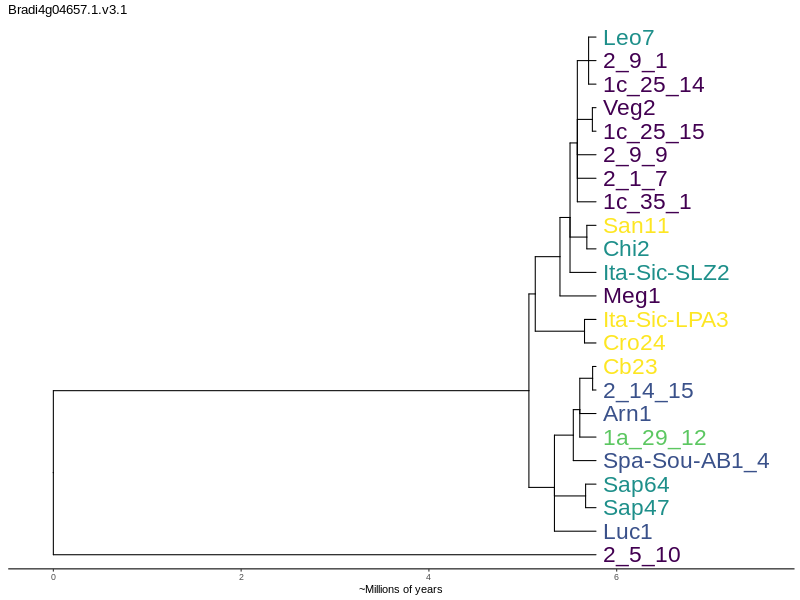 Bradi4g04657.1.v3.1
Leo7
2_9_1
1c_25_14
Veg2
1c_25_15
2_9_9
2_1_7
1c_35_1
San11
Chi2
Ita-Sic-SLZ2
Meg1
Ita-Sic-LPA3
Cro24
Cb23
2_14_15
Arn1
1a_29_12
Spa-Sou-AB1_4
Sap64
Sap47
Luc1
2_5_10
0 2 4 6
~Millions of years